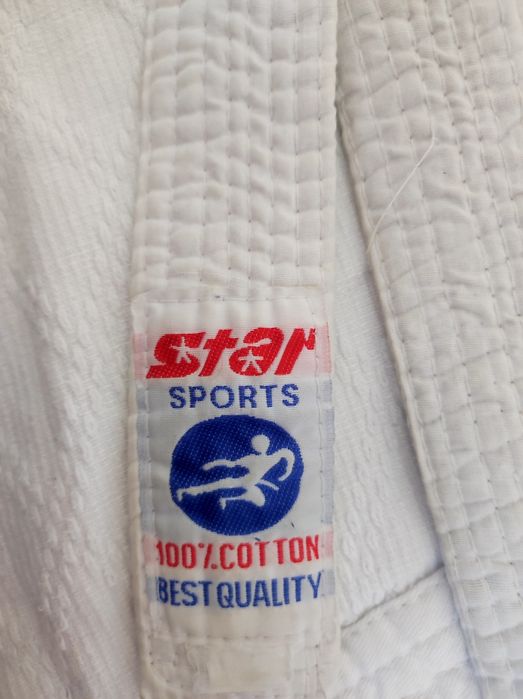 star
SPORTS
100% COTTON
BEST QUALITY